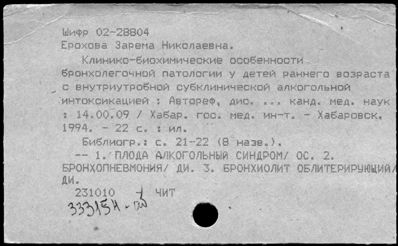 Шифр 02-28804
Ерохова Зарема Николаевна.
Клинико-биохимические особенности
бронхолегочной патологии у детей раннего возраста
с внутриутробной субклинической алкогольной
интоксикацией : Автореф. дис. ... канд. мед. наук
: 14.00.09 / Хабар. гос. мед. ин-т. - Хабаровск,
1994. - 22 с. : ил.
Библиогр.: с. 21-22 (8 назв.).
-- 1. ПЛОДА АЛКОГОЛЬНЫЙ СИНДРОМ/ ОС. 2.
БРОНХОПНЕВМОНИЯ/ ДИ. 3. БРОНХИОЛИТ ОБЛИТЕРИРУЮЩИЙ/
ДИ.
231010 ЧИТ